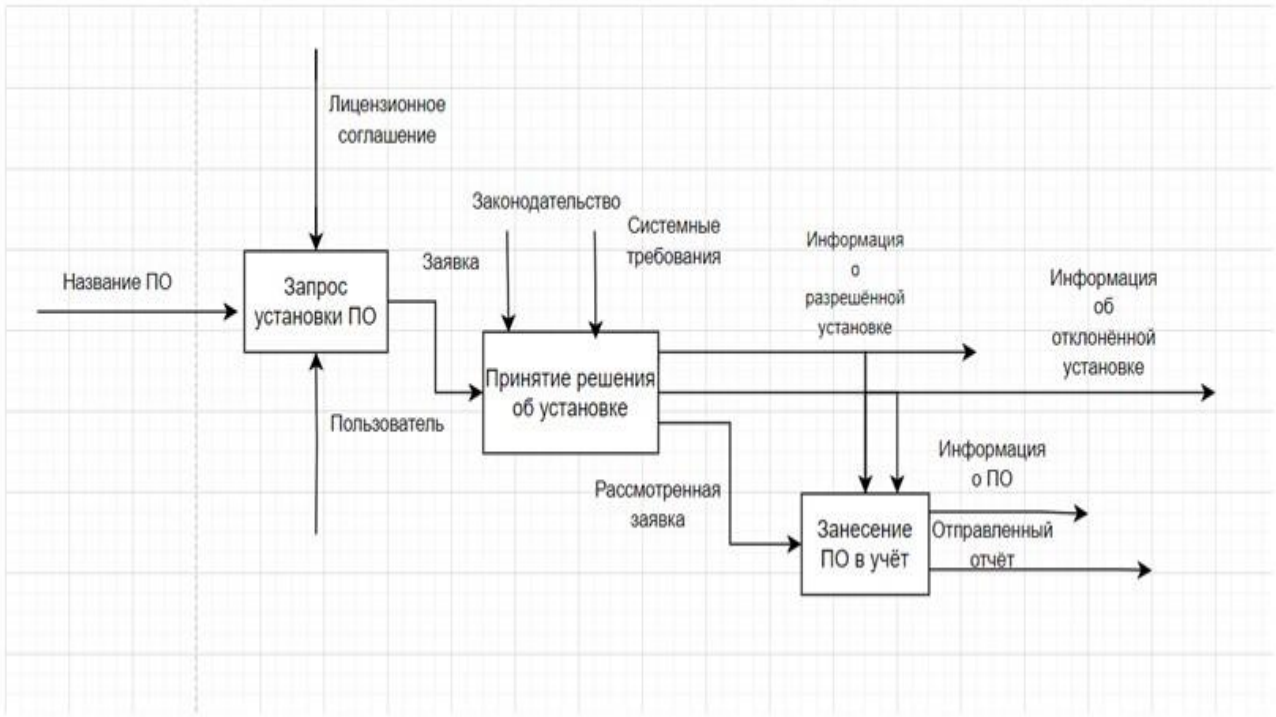 Лицензионное
соглашение
Законодательство
Системные
требования
Информация
о
разрешённой
установке
Заявка
Название ПО
Запрос
установки ПО
Информация
об
отклонённой
установке
Принятие решения
об установке
Пользователь
Информация
о ПО
Рассмотренная
заявка
Занесение
ПО в учёт
Отправленный
отчёт